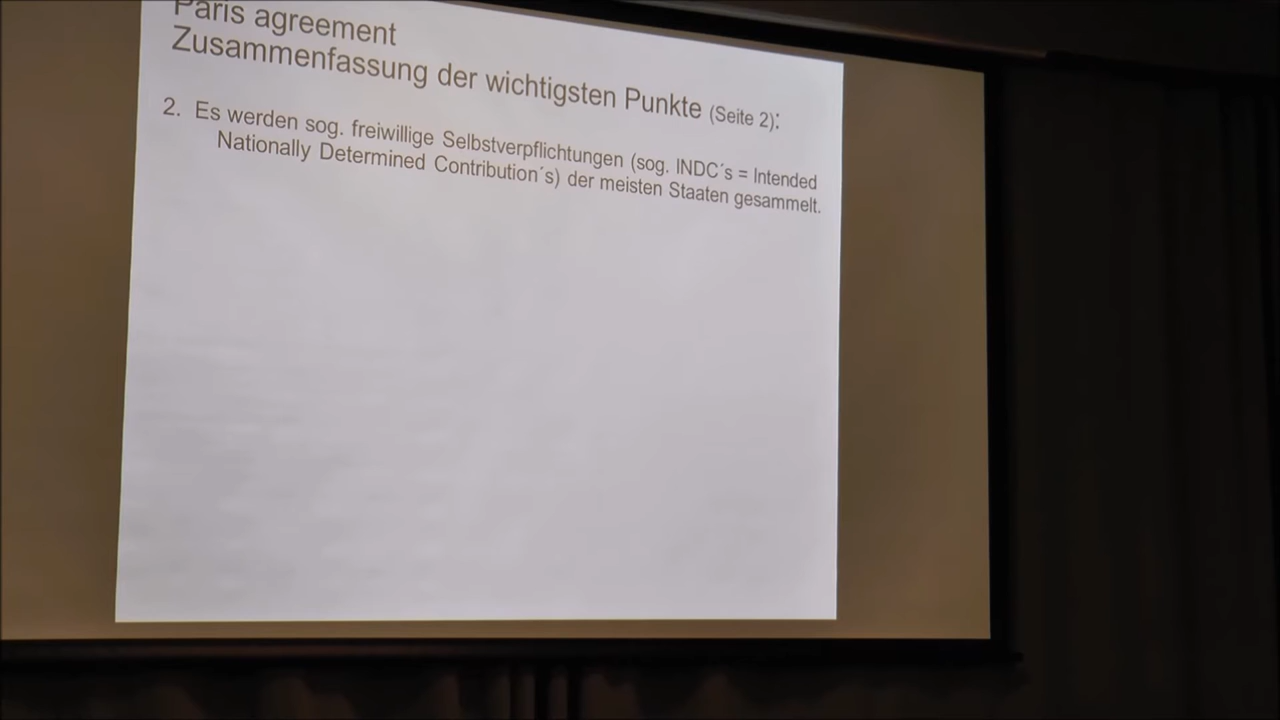 Paris agreement
Zusammenfassung der wichtigsten Punkte (Seite 2):
2. Es werden sog. freiwillige Selbstverpflichtungen (sog. INDC´s = Intended
Nationally Determined Contribution´s) der meisten Staaten gesammelt.